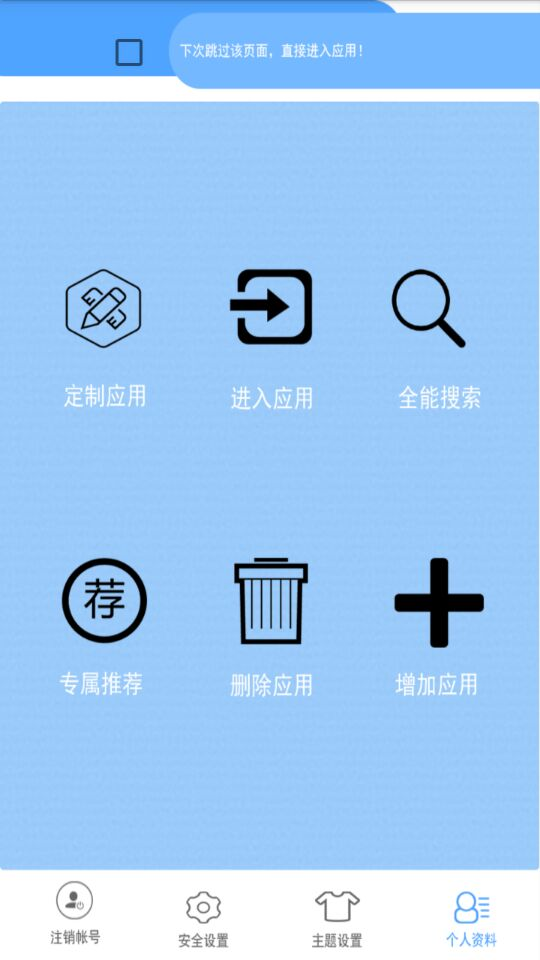 下次跳过该页面，直接进入应用！
定制应用
进入应用
全能搜索
荐
专属推荐
删除应用
增加应用
注销帐号
安全设置
主题设置
个人资料